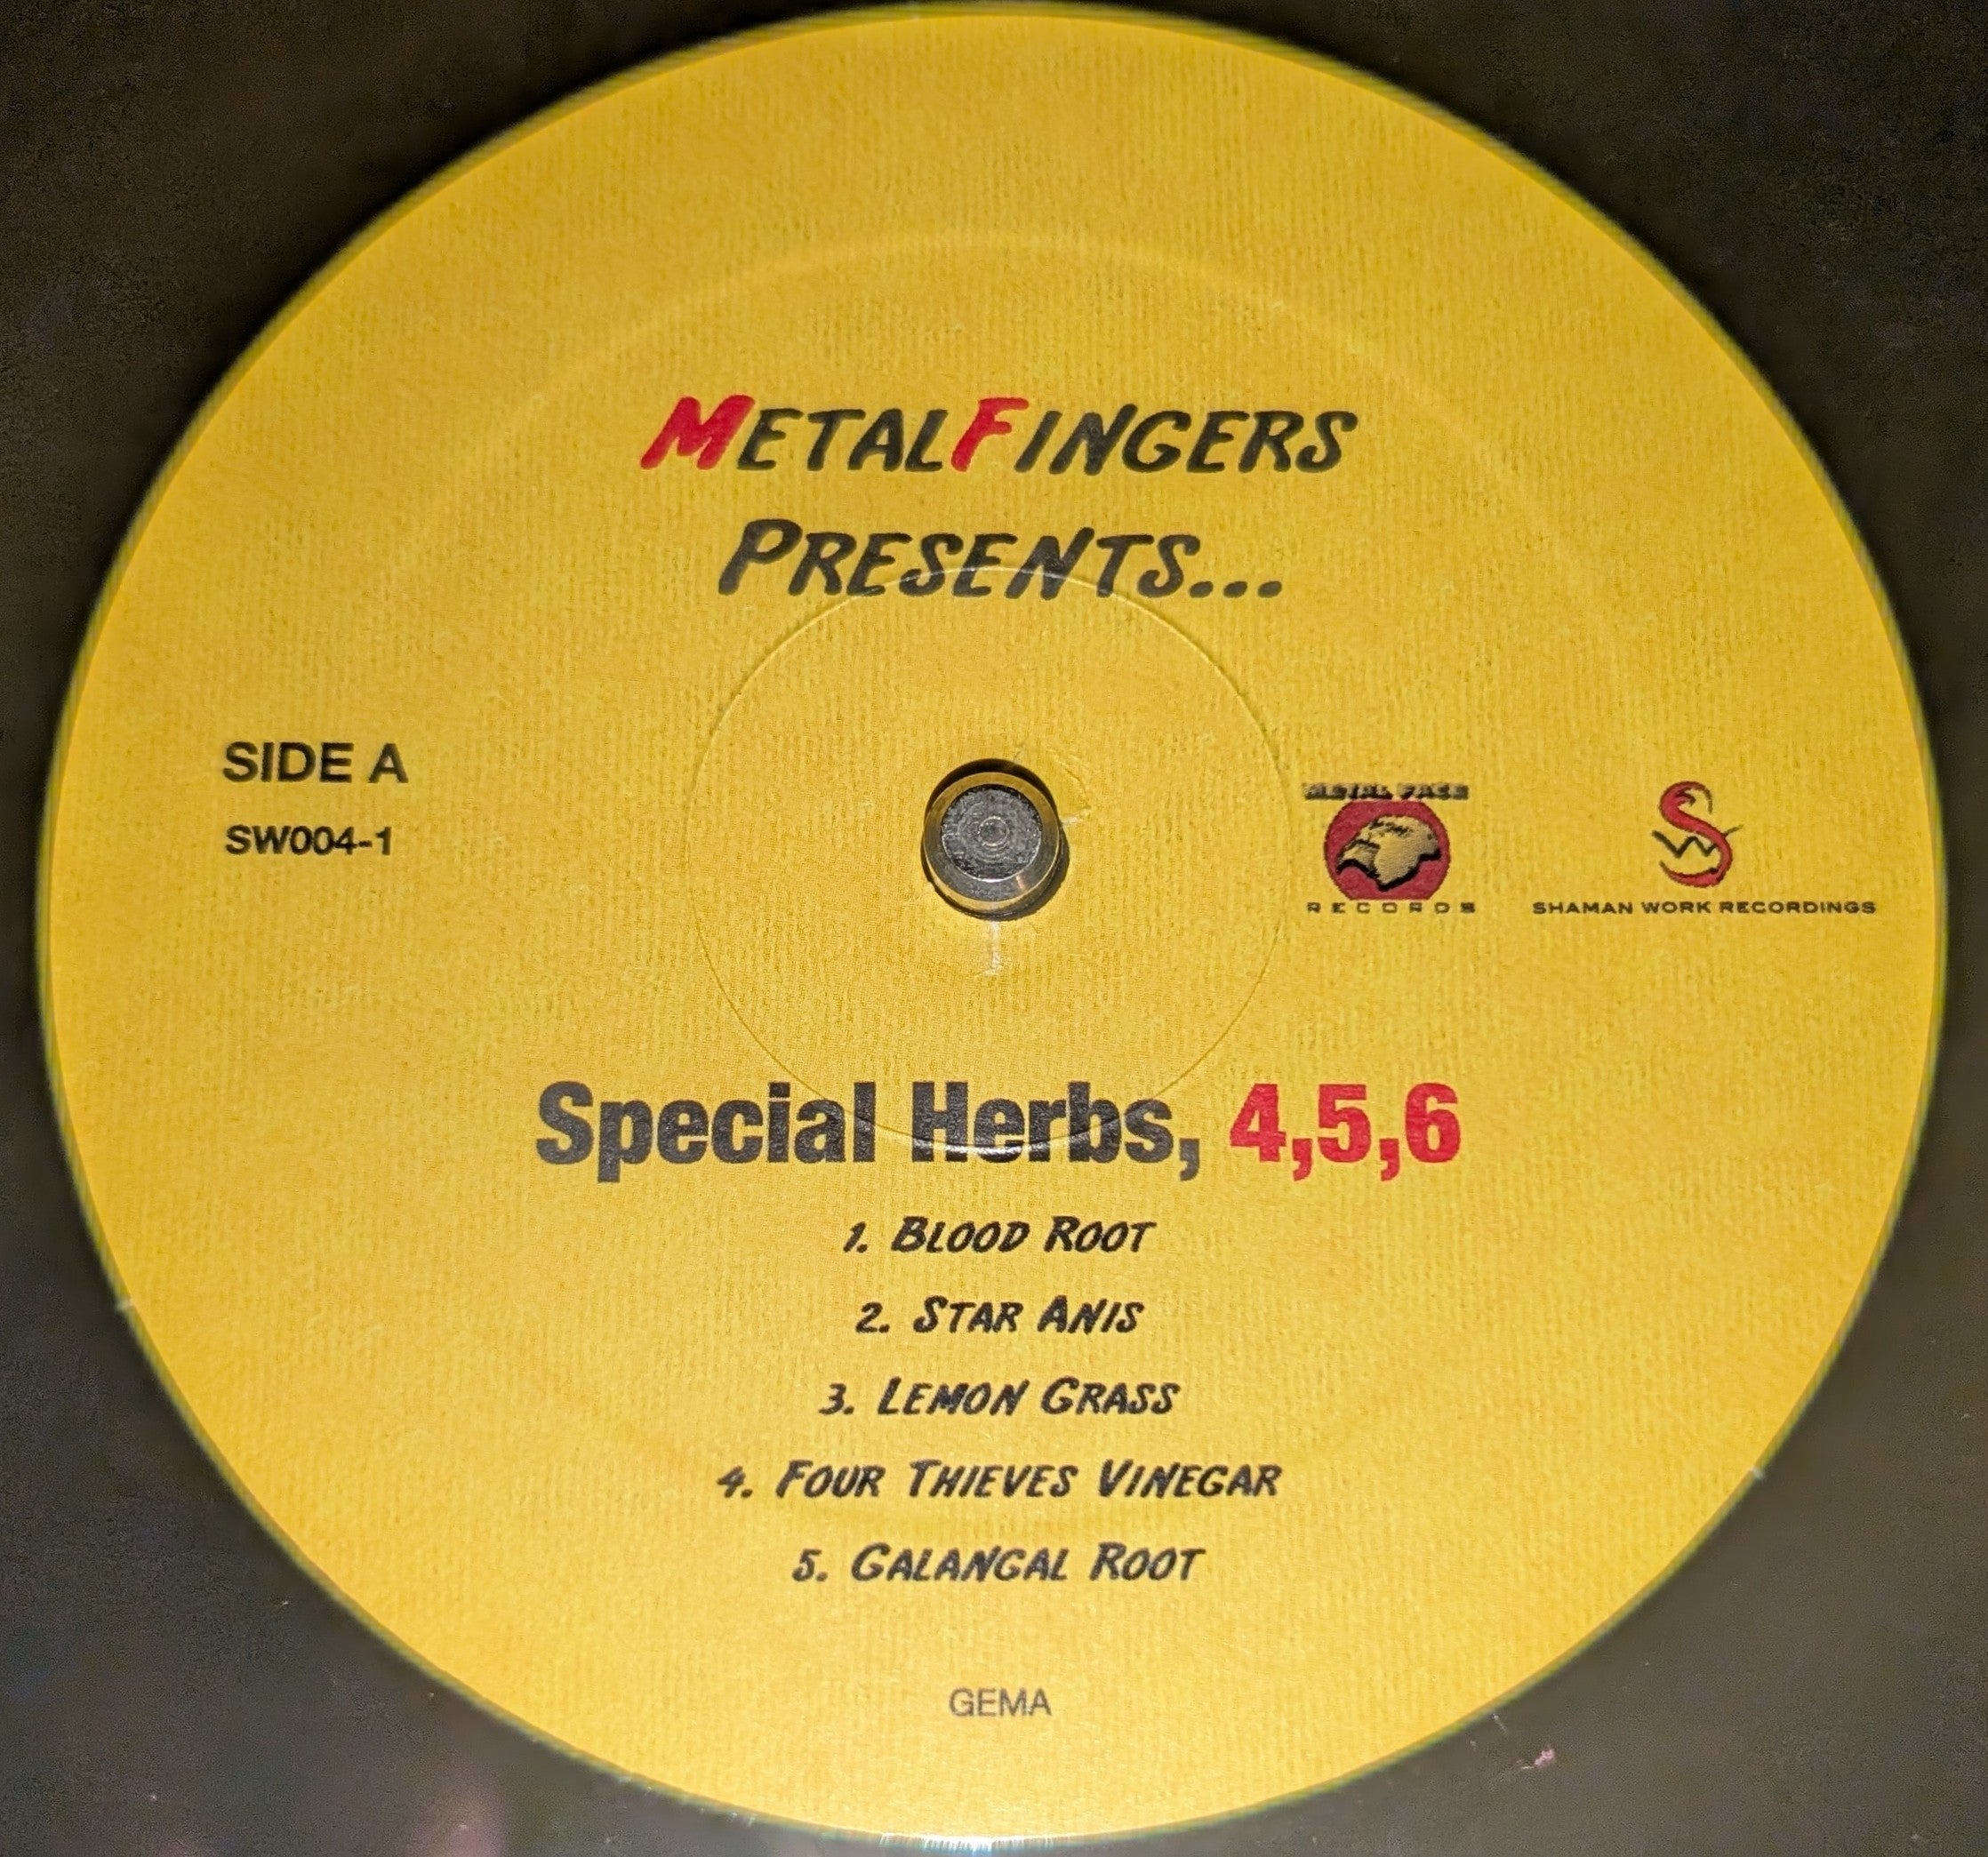 METALFINGERS
PRESENTS...
SIDE A
SW004-1
METAL FACE
RECORDS
SW
SHAMAN WORK RECORDINGS
Special Herbs, 4,5,6
1. BLOOD ROOT
2. STAR ANIS
3. LEMON GRASS
4. FOUR THIEVES VINEGAR
5. GALANGAL ROOT
GEMA